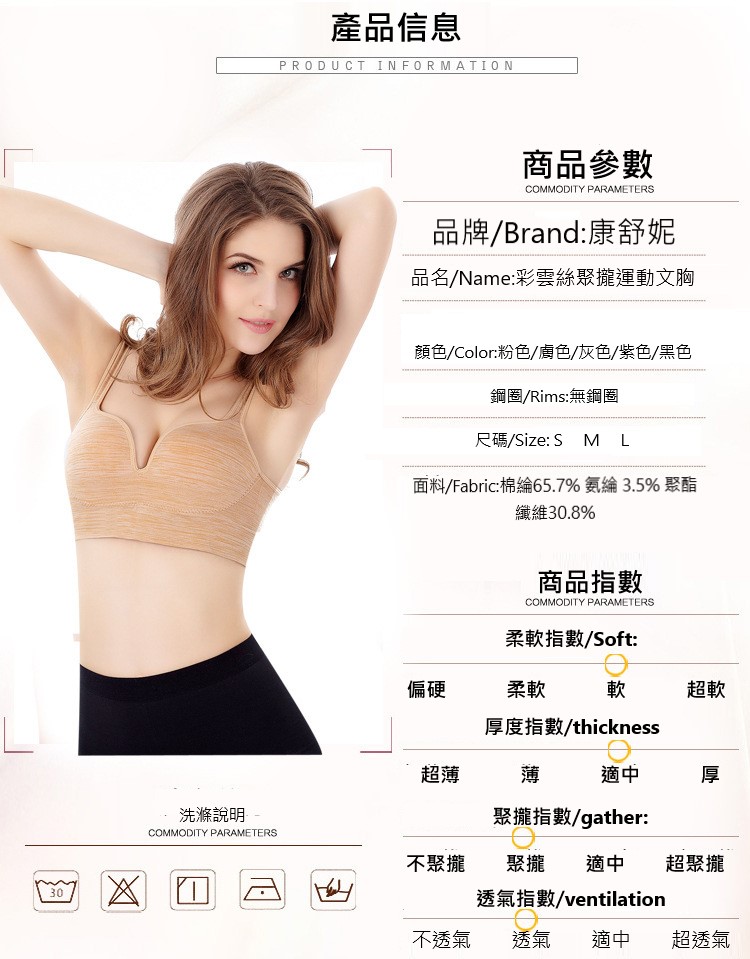 產品信息
PRODUCT INFORMATION
商品參數
COMMODITY PARAMETERS
品牌/Brand:康舒妮
品名/Name:彩雲絲聚攏運動文胸
顏色/Color:粉色/膚色/灰色/紫色/黑色
鋼圈/Rims:無鋼圈
尺碼/Size: S M L
面料/Fabric:棉綸65.7% 氨綸 3.5% 聚酯
纖維30.8%
商品指數
COMMODITY PARAMETERS
柔軟指數/Soft:
偏硬 柔軟 軟 超軟
厚度指數/thickness
超薄 薄 適中 厚
聚攏指數/gather:
不聚攏 聚攏 適中 超聚攏
透氣指數/ventilation
不透氣 透氣 適中 超透氣
洗滌說明
COMMODITY PARAMETERS
30